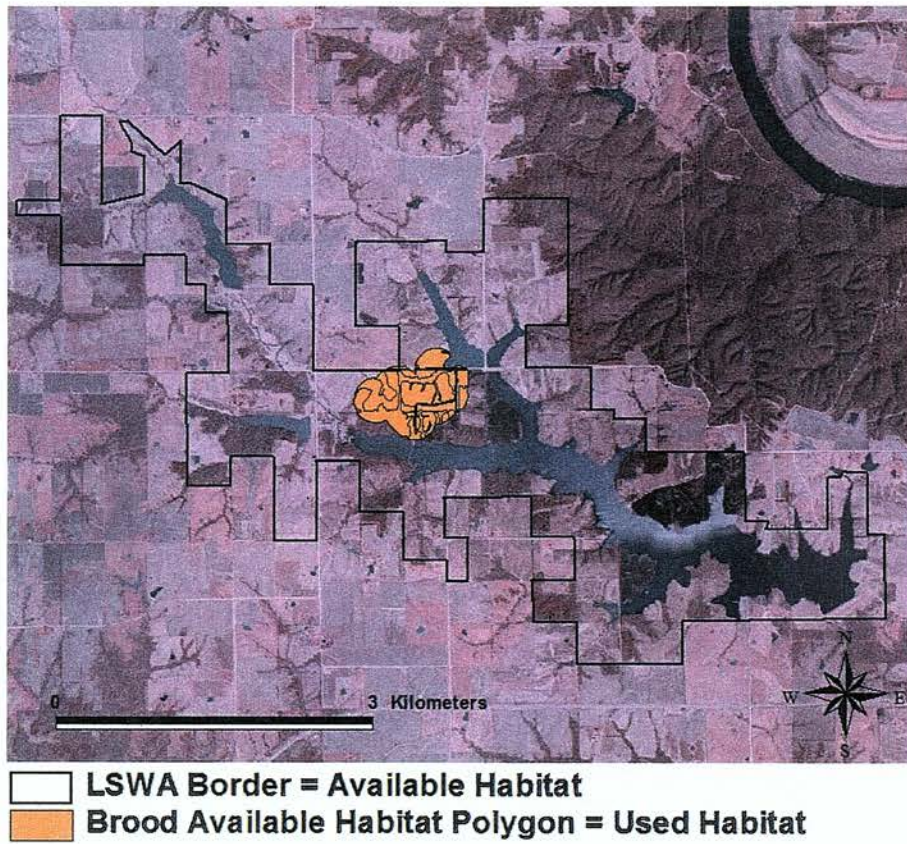 N
W E
S
0 3 Kilometers
LSWA Border = Available Habitat
Brood Available Habitat Polygon = Used Habitat